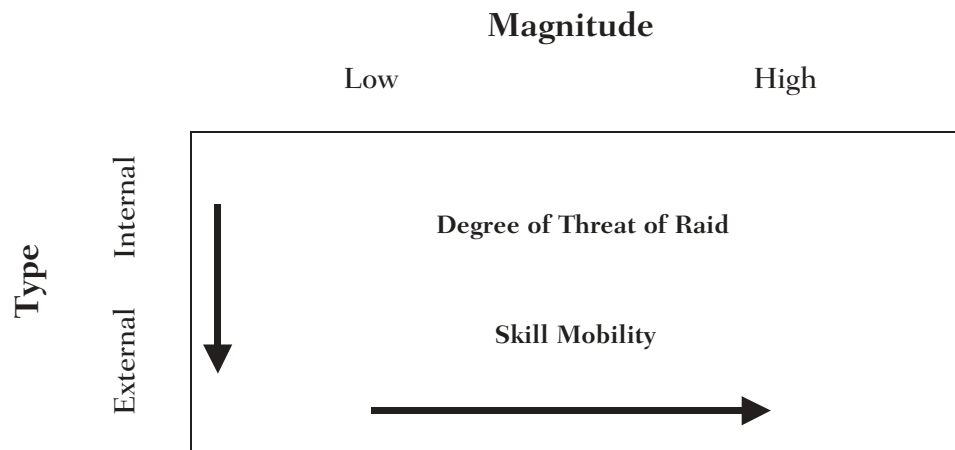 Magnitude
Low High
Type
Internal
External
Degree of Threat of Raid
Skill Mobility